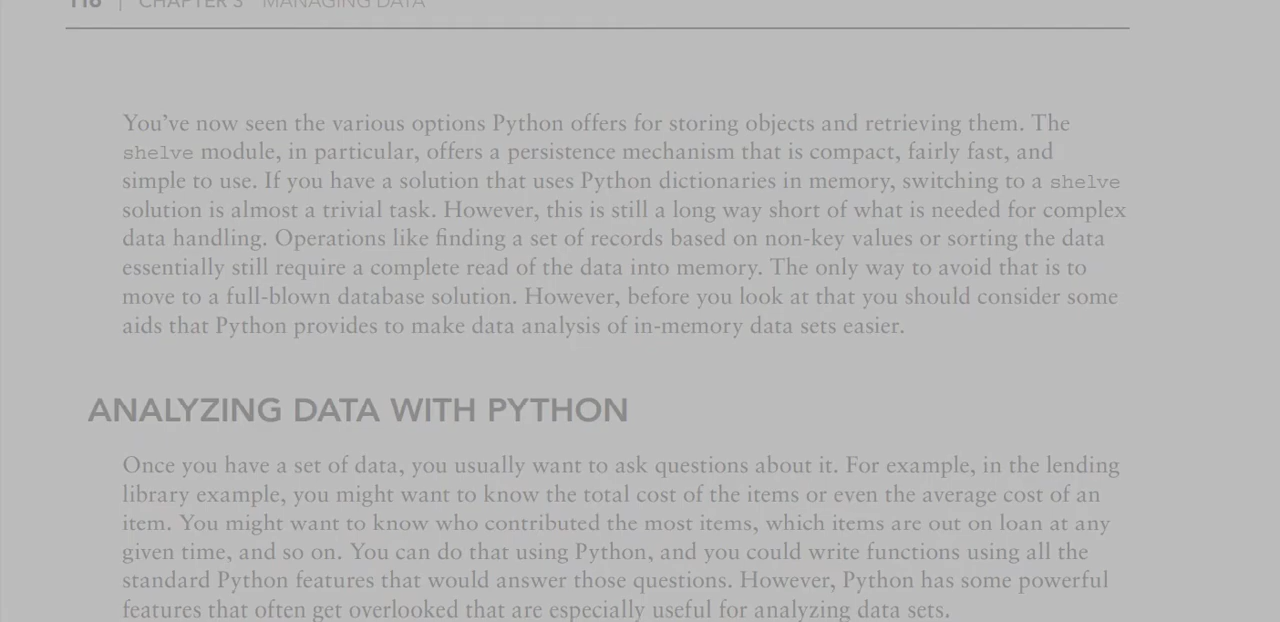 116 | CHAPTER 3 MANAGING DATA
You’ve now seen the various options Python offers for storing objects and retrieving them. The
shelve module, in particular, offers a persistence mechanism that is compact, fairly fast, and
simple to use. If you have a solution that uses Python dictionaries in memory, switching to a shelve
solution is almost a trivial task. However, this is still a long way short of what is needed for complex
data handling. Operations like finding a set of records based on non-key values or sorting the data
essentially still require a complete read of the data into memory. The only way to avoid that is to
move to a full-blown database solution. However, before you look at that you should consider some
aids that Python provides to make data analysis of in-memory data sets easier.
ANALYZING DATA WITH PYTHON
Once you have a set of data, you usually want to ask questions about it. For example, in the lending
library example, you might want to know the total cost of the items or even the average cost of an
item. You might want to know who contributed the most items, which items are out on loan at any
given time, and so on. You can do that using Python, and you could write functions using all the
standard Python features that would answer those questions. However, Python has some powerful
features that often get overlooked that are especially useful for analyzing data sets.